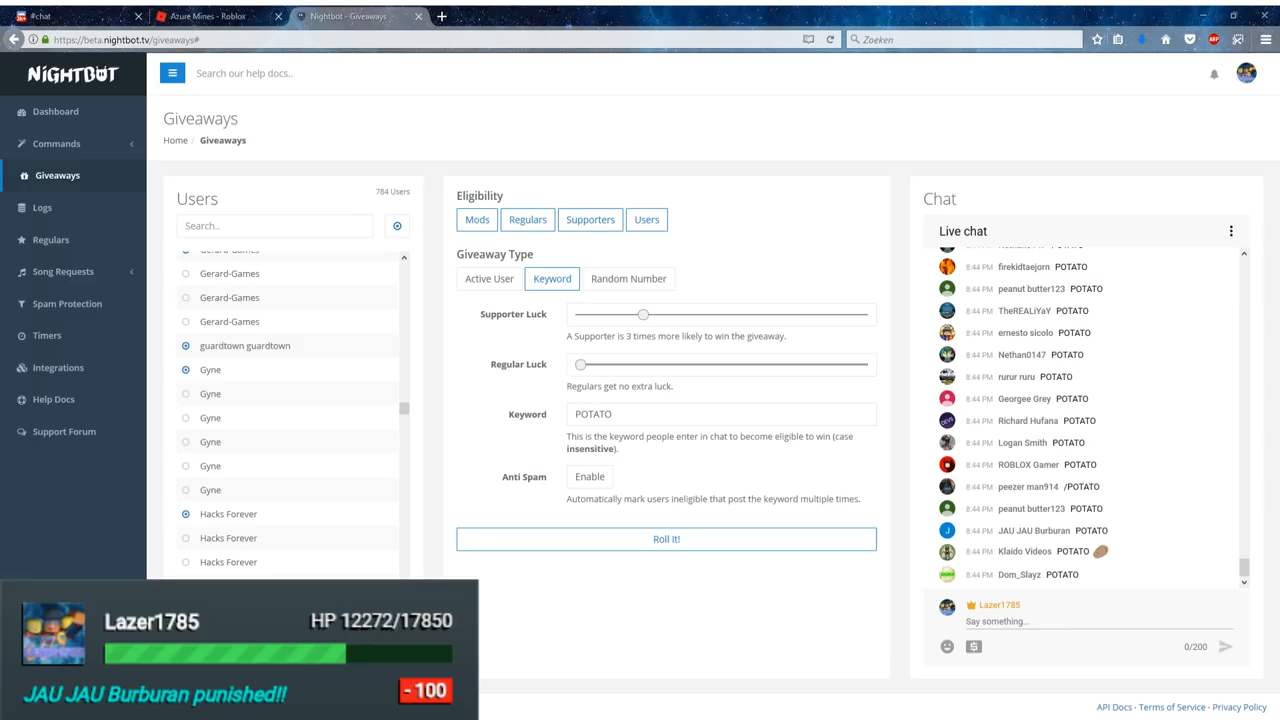 #chat
Azure Mines - Roblox
Nightbot - Giveaways
https://beta.nightbot.tv/giveaways#
Zoeken
ABP
NIGHTBOT
Search our help docs..
Dashboard
Commands
Giveaways
Logs
Regulars
Song Requests
Spam Protection
Timers
Integrations
Help Docs
Support Forum
Giveaways
Home / Giveaways
Users
784 Users
Search..
Gerard-Games
Gerard-Games
Gerard-Games
Gerard-Games
guardtown guardtown
Gyne
Gyne
Gyne
Gyne
Gyne
Gyne
Hacks Forever
Hacks Forever
Hacks Forever
Eligibility
Mods
Regulars
Supporters
Users
Giveaway Type
Active User
Keyword
Random Number
Supporter Luck
A Supporter is 3 times more likely to win the giveaway.
Regular Luck
Regulars get no extra luck.
Keyword
POTATO
This is the keyword people enter in chat to become eligible to win (case
insensitive).
Anti Spam
Enable
Automatically mark users ineligible that post the keyword multiple times.
Roll It!
Chat
Live chat
8:44 PM firekidtaejorn POTATO
8:44 PM peanut butter123 POTATO
8:44 PM TheREALiYaY POTATO
8:44 PM ernesto sicolo POTATO
8:44 PM Nethan0147 POTATO
8:44 PM rurur ruru POTATO
8:44 PM Georgee Grey POTATO
8:44 PM Richard Hufana POTATO
8:44 PM Logan Smith POTATO
8:44 PM ROBLOX Gamer POTATO
8:44 PM peezer man914 /POTATO
8:44 PM peanut butter123 POTATO
J 8:44 PM JAU JAU Burburan POTATO
8:44 PM Klaido Videos POTATO
8:44 PM Dom_Slayz POTATO
Lazer1785
Say something...
0/200
Lazer1785
HP 12272/17850
JAU JAU Burburan punished!!
-100
API Docs · Terms of Service · Privacy Policy